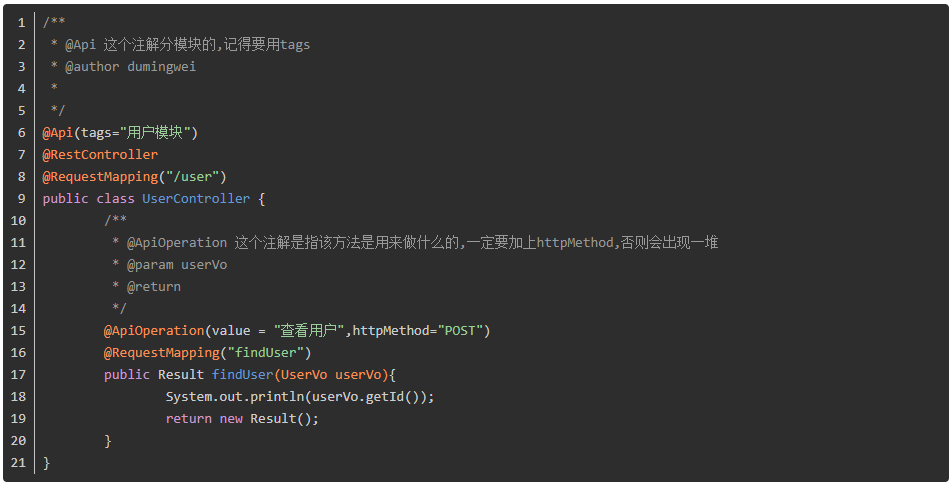 1 /**
2 * @Api 这个注解分模块的,记得要用tags
3 * @author dumingwei
4 *
5 */
6 @Api(tags="用户模块")
7 @RestController
8 @RequestMapping("/user")
9 public class UserController {
10 /**
11 * @ApiOperation 这个注解是指该方法是用来做什么的,一定要加上httpMethod,否则会出现一堆
12 * @param userVo
13 * @return
14 */
15 @ApiOperation(value = "查看用户",httpMethod="POST")
16 @RequestMapping("findUser")
17 public Result findUser(UserVo userVo){
18 System.out.println(userVo.getId());
19 return new Result();
20 }
21 }